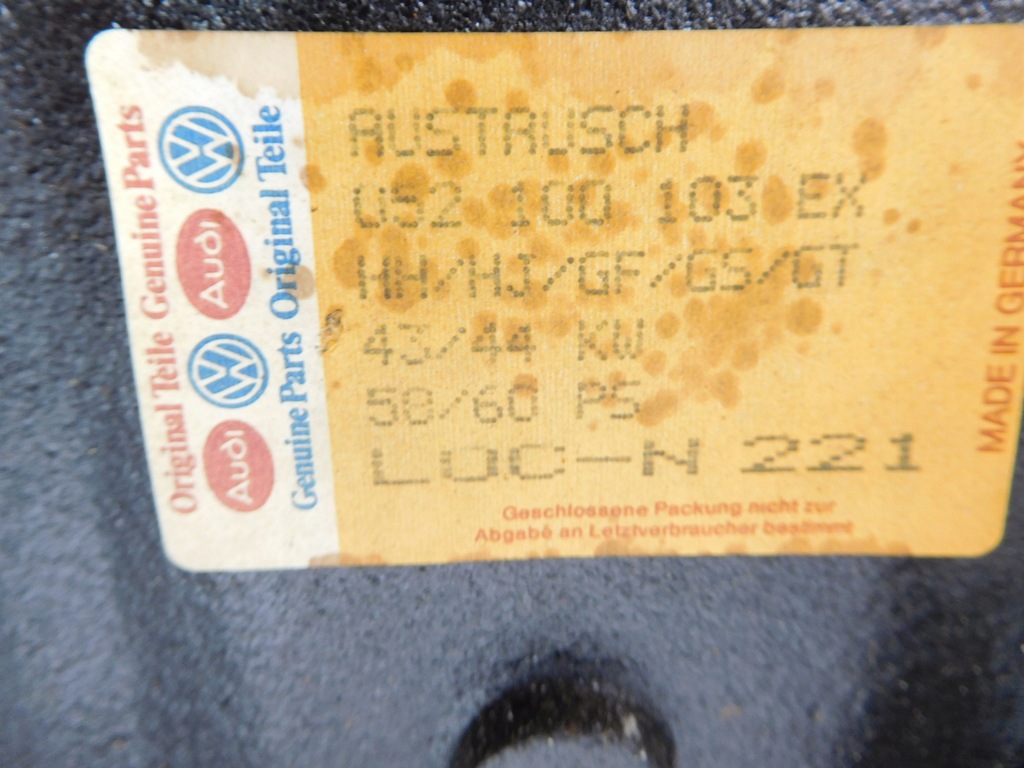 AUSTAUSCH
052 100 103 EX
HH/HJ/GF/GS/GT
43/44 KW
58/60 PS
LOC-N 221
Geschlossene Packung nicht zur
Abgabe an Letztverbraucher bestimmt
Original Teile Genuine Parts
Audi VW Audi VW
Genuine Parts Original Teile
MADE IN GERMANY